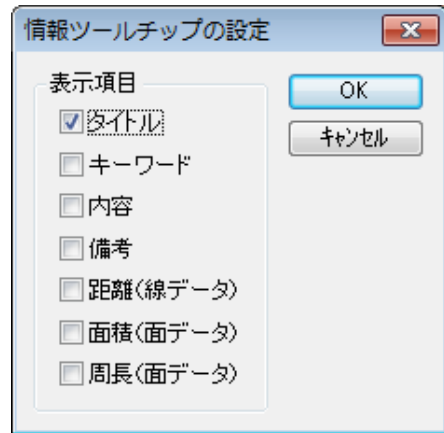 情報ツールチップの設定
表示項目
タイトル
キーワード
内容
備考
距離(線データ)
面積(面データ)
周長(面データ)
OK
ｷｬﾝｾﾙ